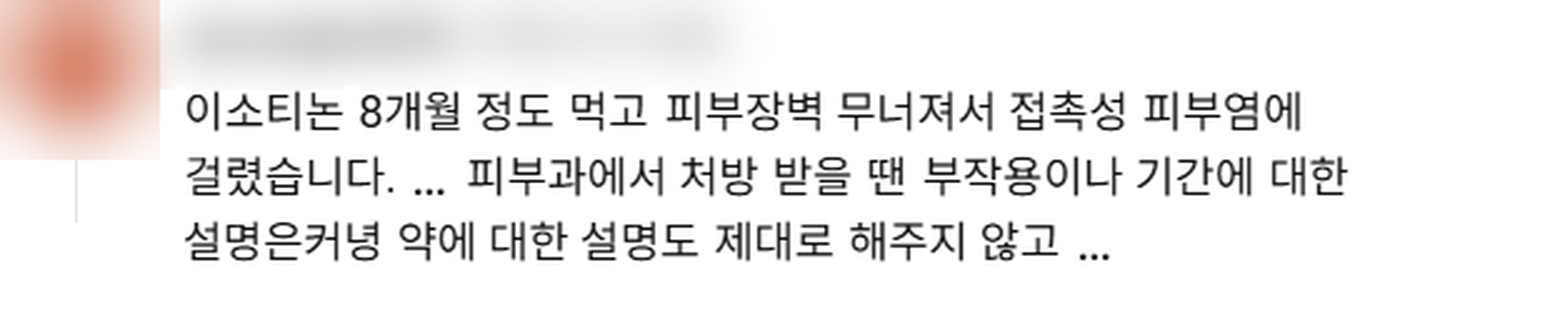 이소티논 8개월 정도 먹고 피부장벽 무너져서 접촉성 피부염에
걸렸습니다. ... 피부과에서 처방 받을 땐 부작용이나 기간에 대한
설명은커녕 약에 대한 설명도 제대로 해주지 않고 ...